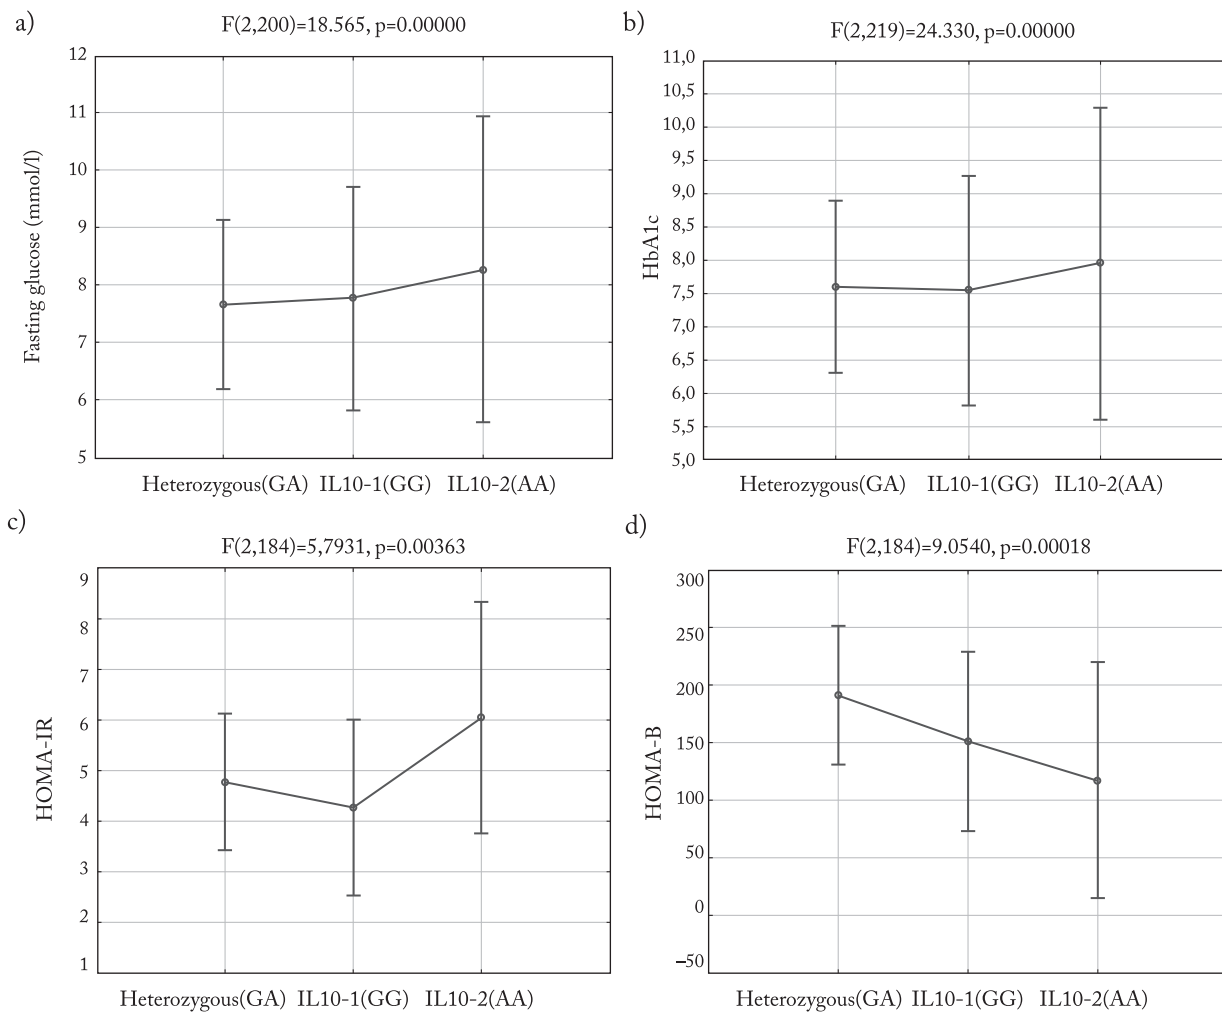 a)
F(2,200)=18.565, p=0.00000
12
11
10
9
8
7
6
5
Fasting glucose (mmol/l)
Heterozygous(GA) IL10-1(GG) IL10-2(AA)
b)
F(2,219)=24.330, p=0.00000
11,0
10,5
10,0
9,5
9,0
8,5
8,0
7,5
7,0
6,5
6,0
5,5
5,0
HbA1c
Heterozygous(GA) IL10-1(GG) IL10-2(AA)
c)
F(2,184)=5,7931, p=0.00363
9
8
7
6
5
4
3
2
1
HOMA-IR
Heterozygous(GA) IL10-1(GG) IL10-2(AA)
d)
F(2,184)=9.0540, p=0.00018
300
250
200
150
100
50
0
−50
HOMA-B
Heterozygous(GA) IL10-1(GG) IL10-2(AA)